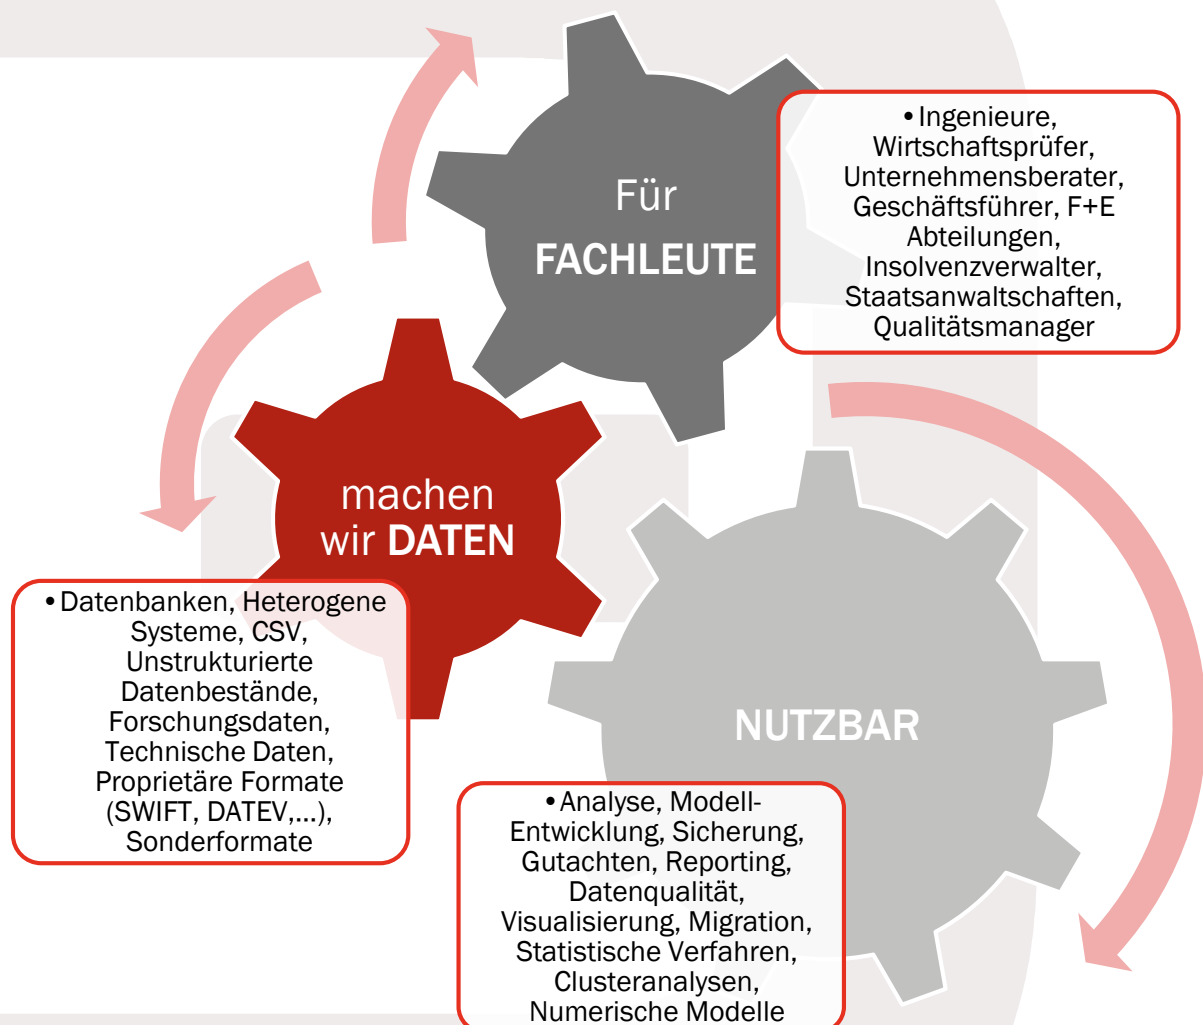 Für
FACHLEUTE
• Ingenieure,
Wirtschaftsprüfer,
Unternehmensberater,
Geschäftsführer, F+E
Abteilungen,
Insolvenzverwalter,
Staatsanwaltschaften,
Qualitätsmanager
machen
wir DATEN
• Datenbanken, Heterogene
Systeme, CSV,
Unstrukturierte
Datenbestände,
Forschungsdaten,
Technische Daten,
Proprietäre Formate
(SWIFT, DATEV,...),
Sonderformate
NUTZBAR
• Analyse, Modell-
Entwicklung, Sicherung,
Gutachten, Reporting,
Datenqualität,
Visualisierung, Migration,
Statistische Verfahren,
Clusteranalysen,
Numerische Modelle